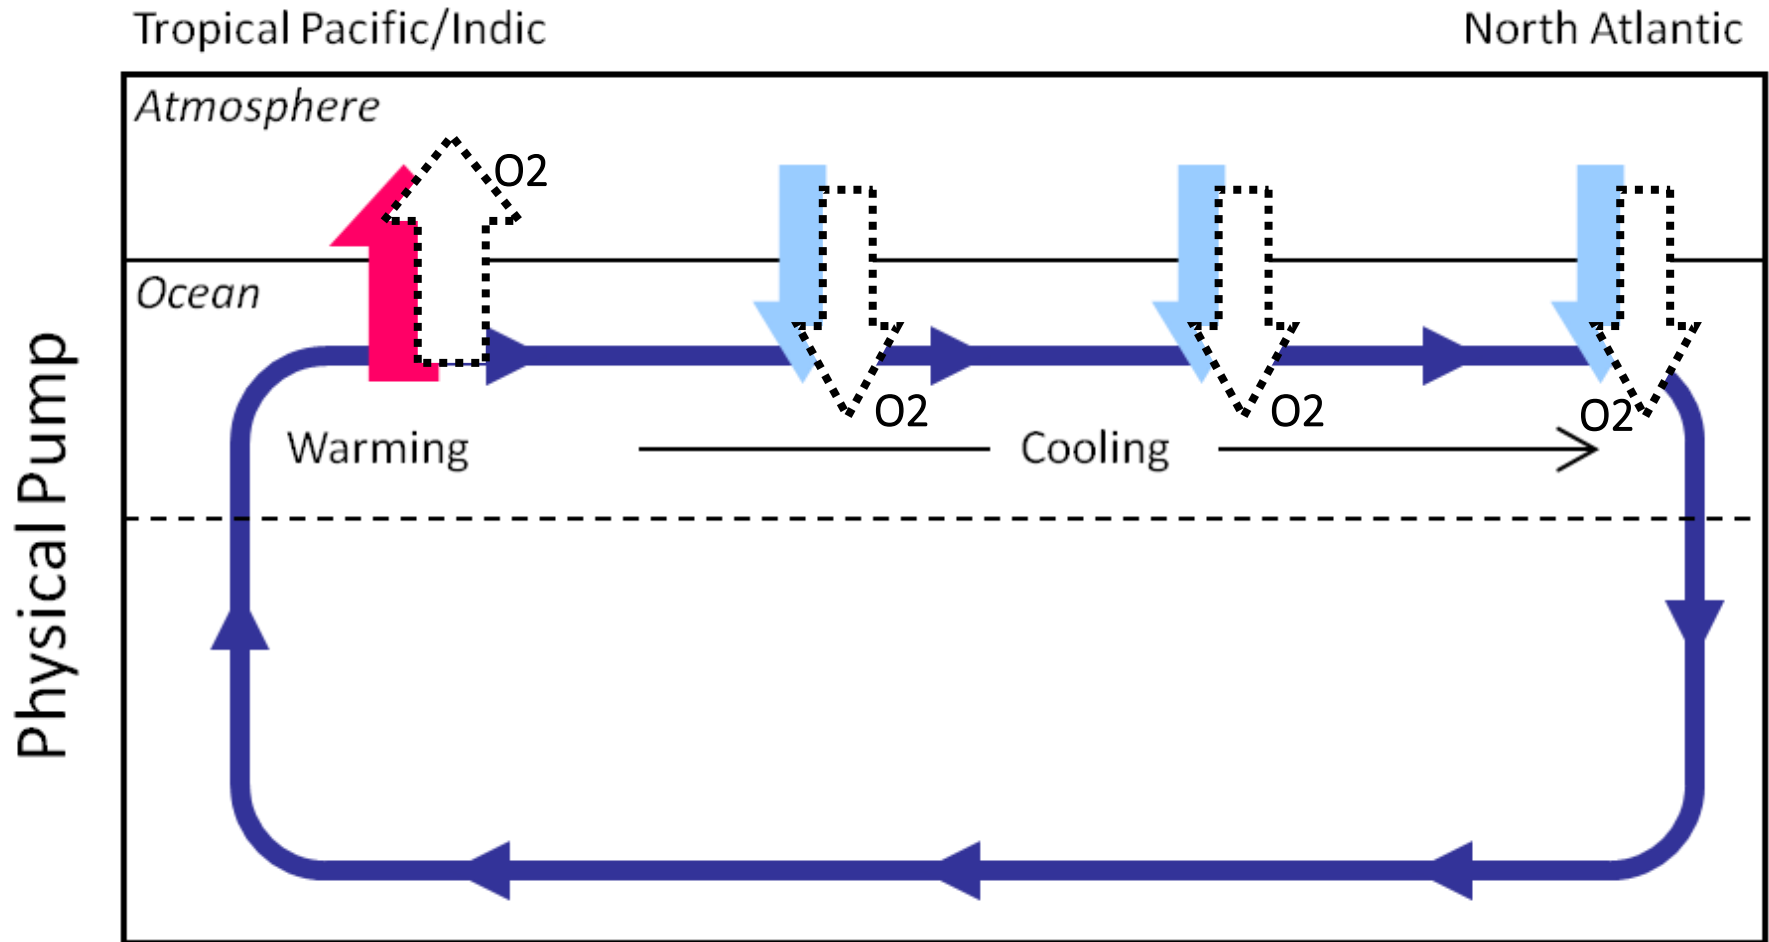 Tropical Pacific/Indic
North Atlantic
Atmosphere
O2
Ocean
O2
O2
O2
Warming
Cooling
Physical Pump